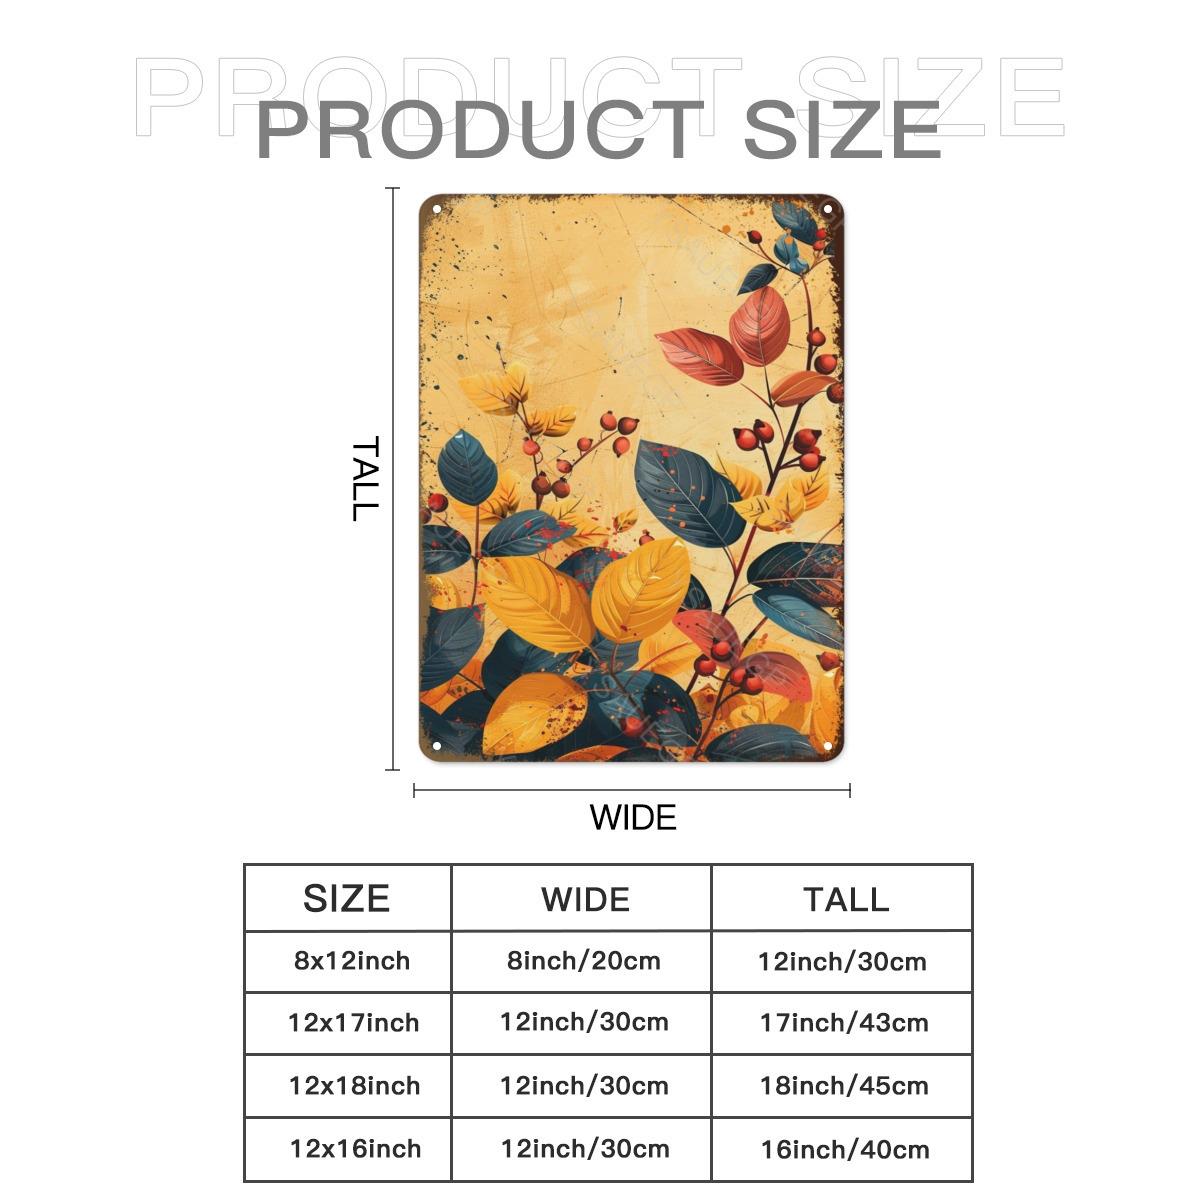 PRODUCT SIZE
PRODUCT SIZE
TALL
WIDE
SIZE WIDE TALL
8x12inch 8inch/20cm 12inch/30cm
12x17inch 12inch/30cm 17inch/43cm
12x18inch 12inch/30cm 18inch/45cm
12x16inch 12inch/30cm 16inch/40cm